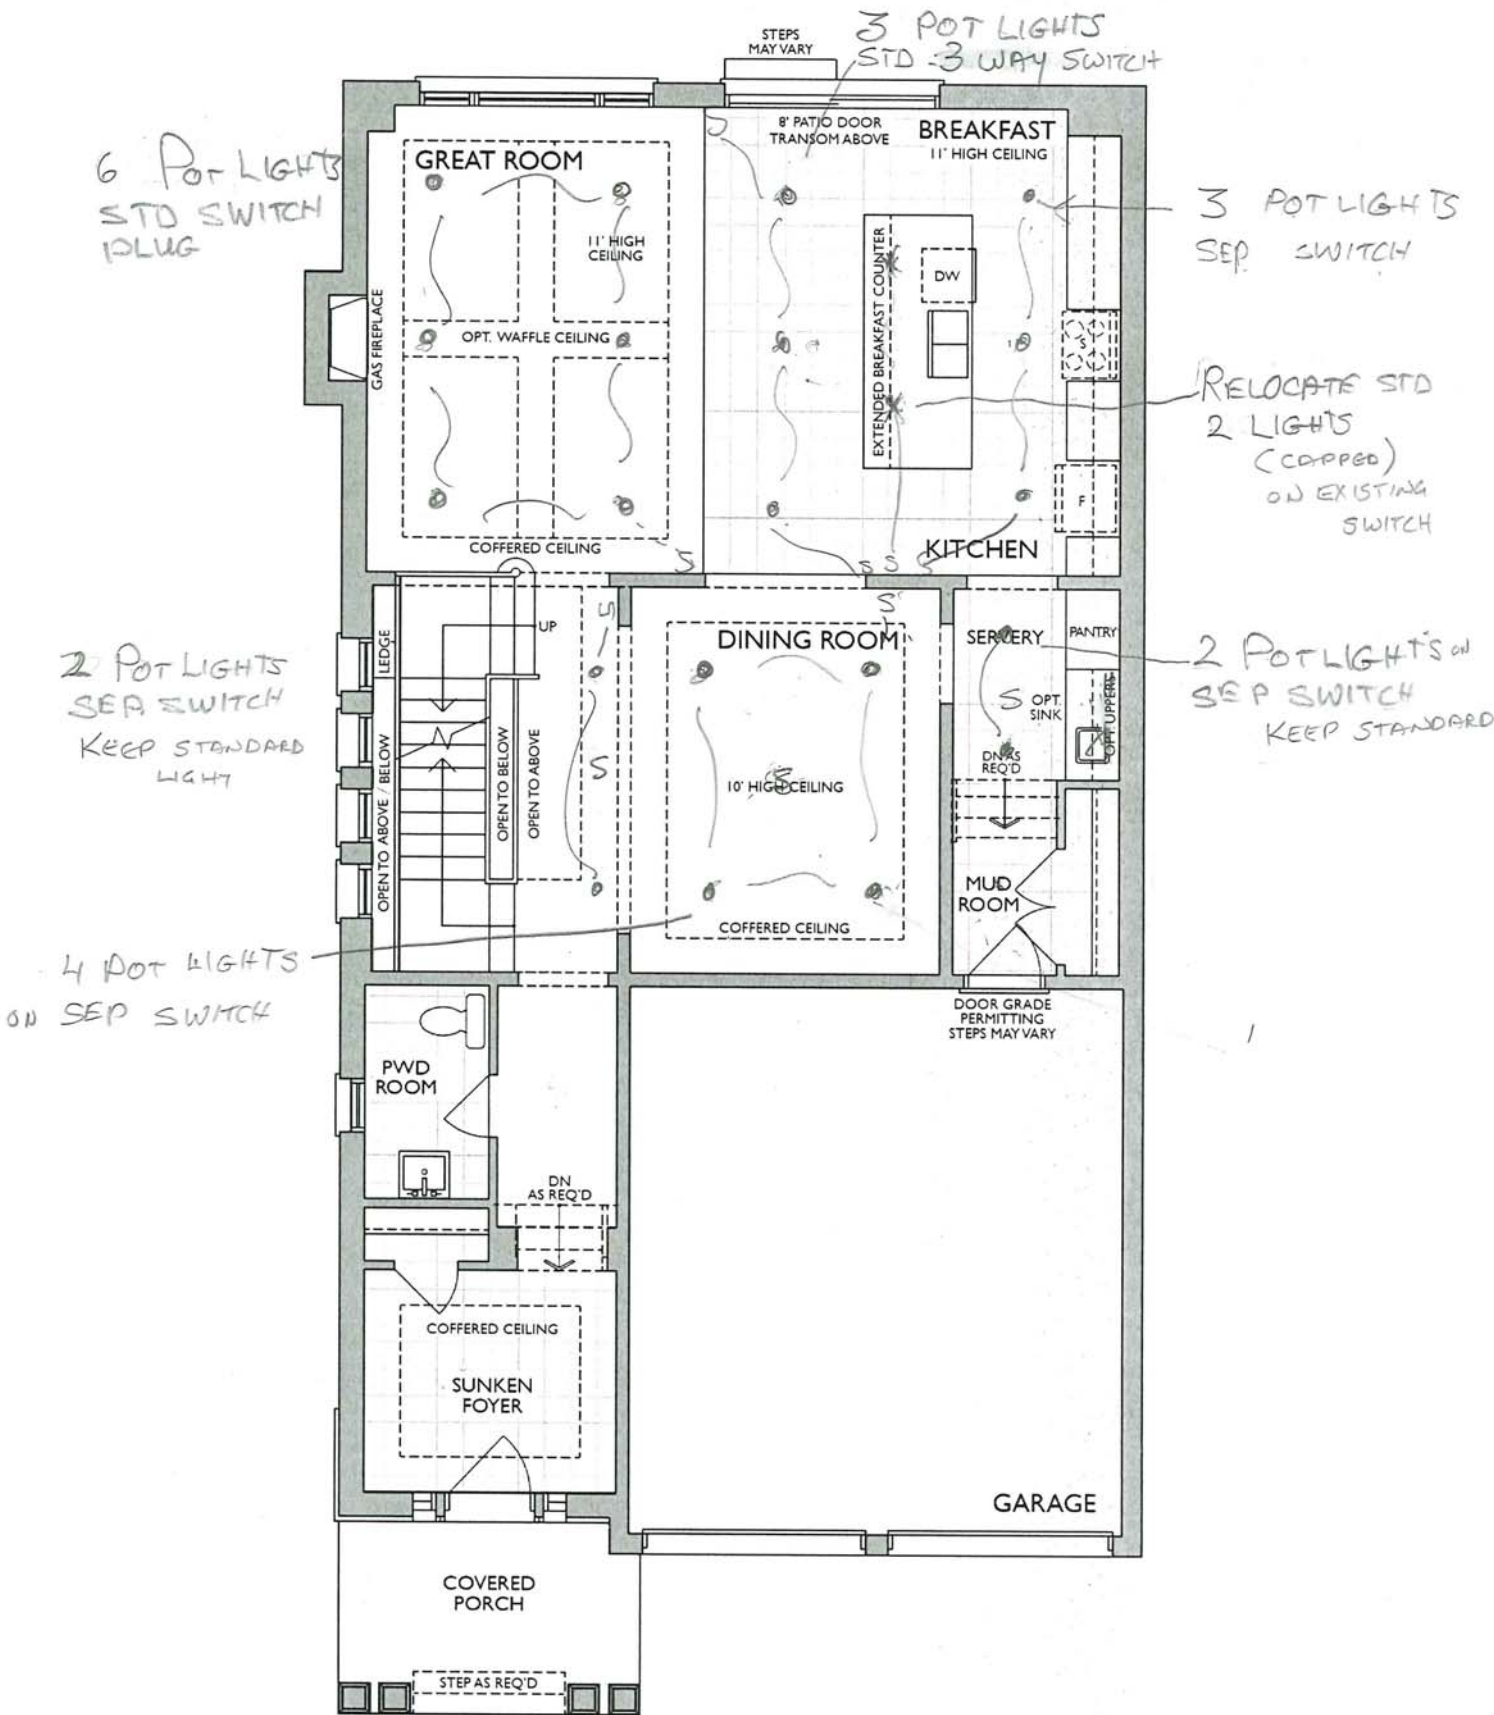 3 POT LIGHTS
STD - 3 WAY SWITCH
STEPS
MAY VARY
8' PATIO DOOR
TRANSOM ABOVE
BREAKFAST
11' HIGH CEILING
6 POT LIGHTS
STD SWITCH
PLUG
GREAT ROOM
11' HIGH
CEILING
OPT. WAFFLE CEILING
GAS FIREPLACE
COFFERED CEILING
EXTENDED BREAKFAST COUNTER
DW
S
F
KITCHEN
3 POT LIGHTS
SEP. SWITCH
RELOCATE STD
2 LIGHTS
(CAPPED)
ON EXISTING
SWITCH
S
S
S S S
S
S
2 POT LIGHTS
SEP. SWITCH
KEEP STANDARD
LIGHT
LEDGE
UP
OPEN TO ABOVE / BELOW
OPEN TO BELOW
OPEN TO ABOVE
S
DINING ROOM
10' HIGH CEILING
COFFERED CEILING
SERVERY
PANTRY
S
OPT.
SINK
OPT. UPPERS
DN AS
REQ'D
2 POT LIGHTS ON
SEP SWITCH
KEEP STANDARD
MUD
ROOM
4 POT LIGHTS
ON SEP SWITCH
DOOR GRADE
PERMITTING
STEPS MAY VARY
PWD
ROOM
DN
AS REQ'D
COFFERED CEILING
SUNKEN
FOYER
GARAGE
COVERED
PORCH
STEP AS REQ'D